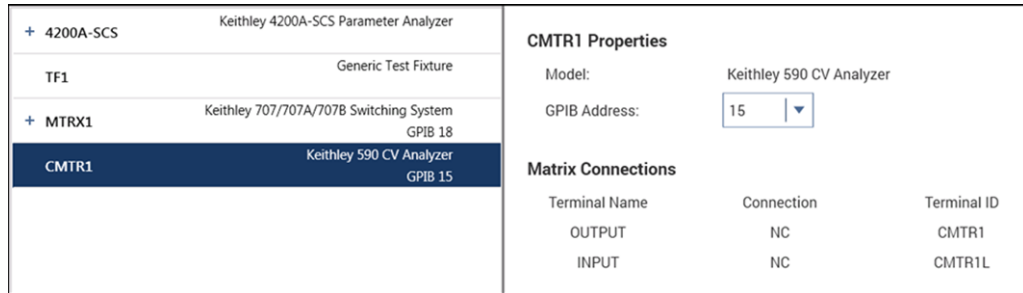 + 4200A-SCS Keithley 4200A-SCS Parameter Analyzer
TF1 Generic Test Fixture
+ MTRX1 Keithley 707/707A/707B Switching System
GPIB 18
CMTR1 Keithley 590 CV Analyzer
GPIB 15
CMTR1 Properties
Model: Keithley 590 CV Analyzer
GPIB Address: 15
Matrix Connections
Terminal Name Connection Terminal ID
OUTPUT NC CMTR1
INPUT NC CMTR1L